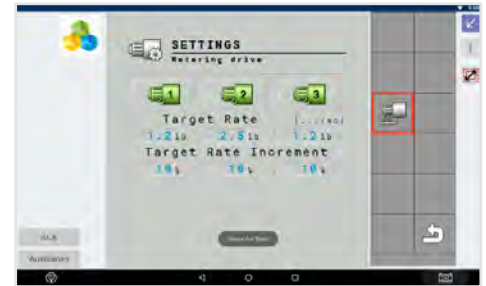 SETTINGS
Metering drive
1 2 3
Target Rate
1.2 lb 2.5 lb 1.2 lb
Target Rate Increment
10% 10% 10%
Auxiliary